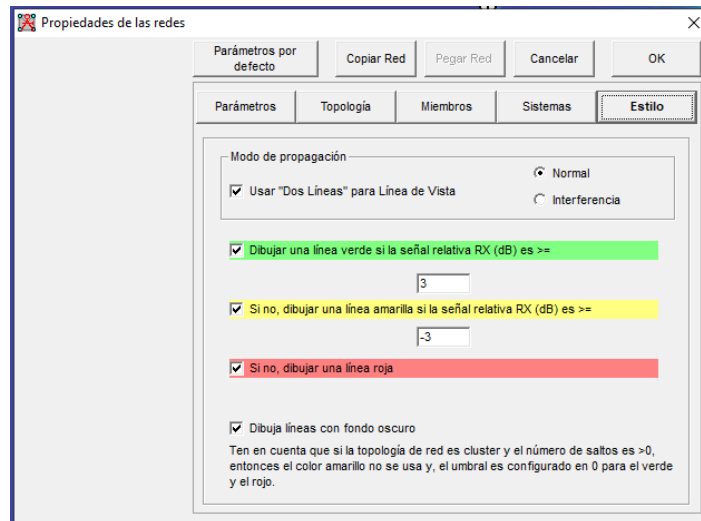 Propiedades de las redes
Parámetros por
defecto
Copiar Red
Pegar Red
Cancelar
OK
Parámetros
Topología
Miembros
Sistemas
Estilo
Modo de propagación
Usar "Dos Líneas" para Línea de Vista
Normal
Interferencia
Dibujar una línea verde si la señal relativa RX (dB) es >=
3
Si no, dibujar una línea amarilla si la señal relativa RX (dB) es >=
-3
Si no, dibujar una línea roja
Dibuja líneas con fondo oscuro
Ten en cuenta que si la topología de red es cluster y el número de saltos es >0,
entonces el color amarillo no se usa y, el umbral es configurado en 0 para el verde
y el rojo.